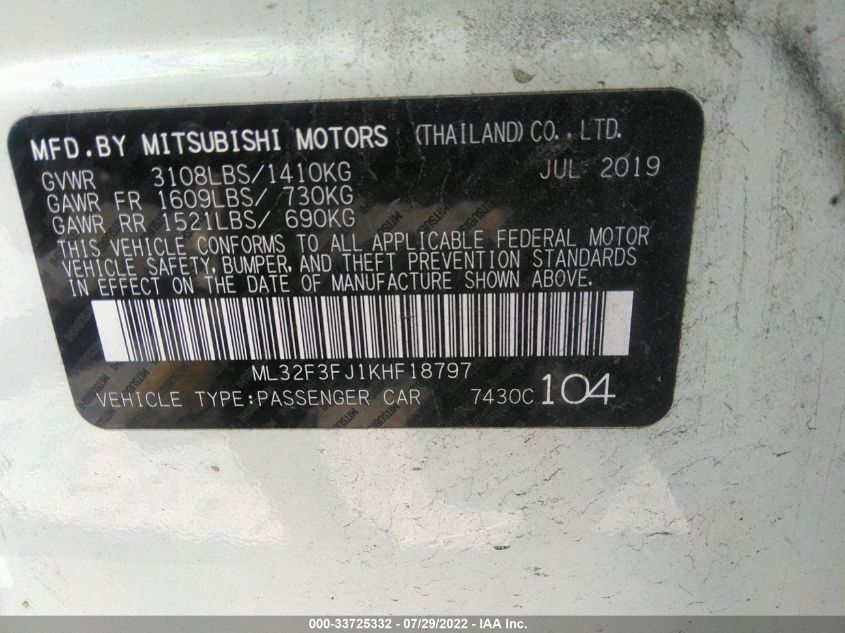 MFD.BY MITSUBISHI MOTORS (THAILAND) CO., LTD.
GVWR 3108LBS/1410KG JUL 2019
GAWR FR 1609LBS/ 730KG
GAWR RR 1521LBS/ 690KG
THIS VEHICLE CONFORMS TO ALL APPLICABLE FEDERAL MOTOR
VEHICLE SAFETY, BUMPER, AND THEFT PREVENTION STANDARDS
IN EFFECT ON THE DATE OF MANUFACTURE SHOWN ABOVE.
ML32F3FJ1KHF18797
VEHICLE TYPE:PASSENGER CAR 7430C 104
000-33725332 - 07/29/2022 - IAA Inc.